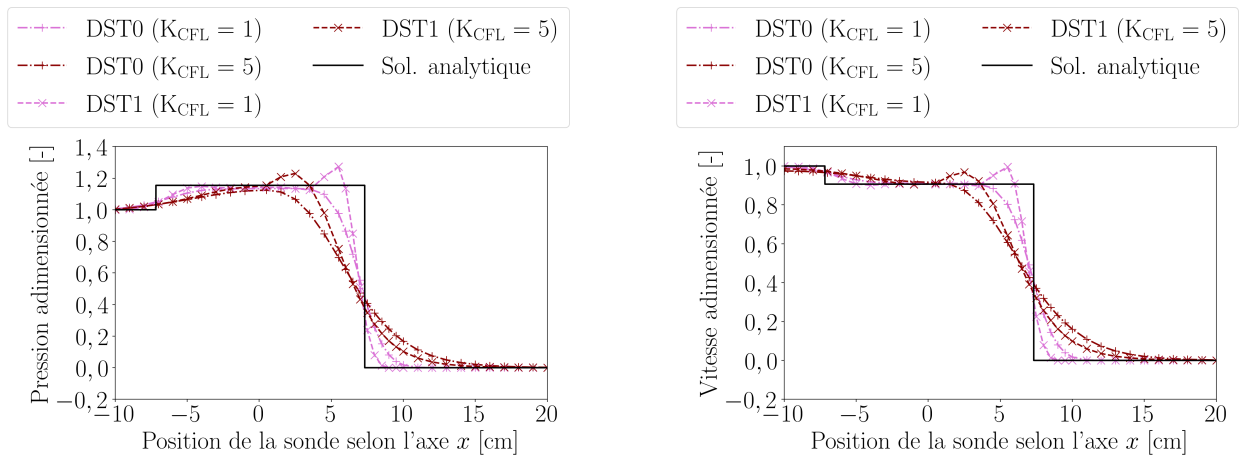 DST0 (K_CFL = 1)
DST0 (K_CFL = 5)
DST1 (K_CFL = 1)
DST1 (K_CFL = 5)
Sol. analytique
Pression adimensionnée [-]
1,4
1,2
1,0
0,8
0,6
0,4
0,2
0,0
−0,2
−10 −5 0 5 10 15 20
Position de la sonde selon l'axe x [cm]
DST0 (K_CFL = 1)
DST0 (K_CFL = 5)
DST1 (K_CFL = 1)
DST1 (K_CFL = 5)
Sol. analytique
Vitesse adimensionnée [-]
1,0
0,8
0,6
0,4
0,2
0,0
−0,2
−10 −5 0 5 10 15 20
Position de la sonde selon l'axe x [cm]